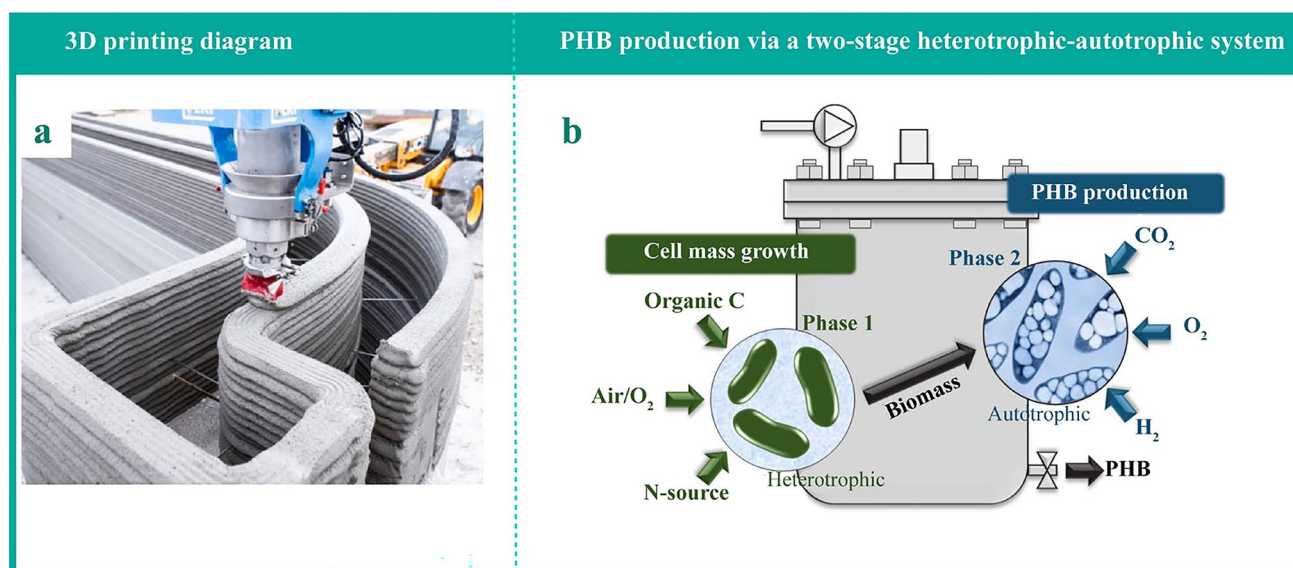 3D printing diagram
PHB production via a two-stage heterotrophic-autotrophic system
a
PERI
b
PHB production
Cell mass growth
CO₂
Phase 2
Organic C
Phase 1
O₂
Air/O₂
Biomass
Autotrophic
H₂
N-source
Heterotrophic
PHB